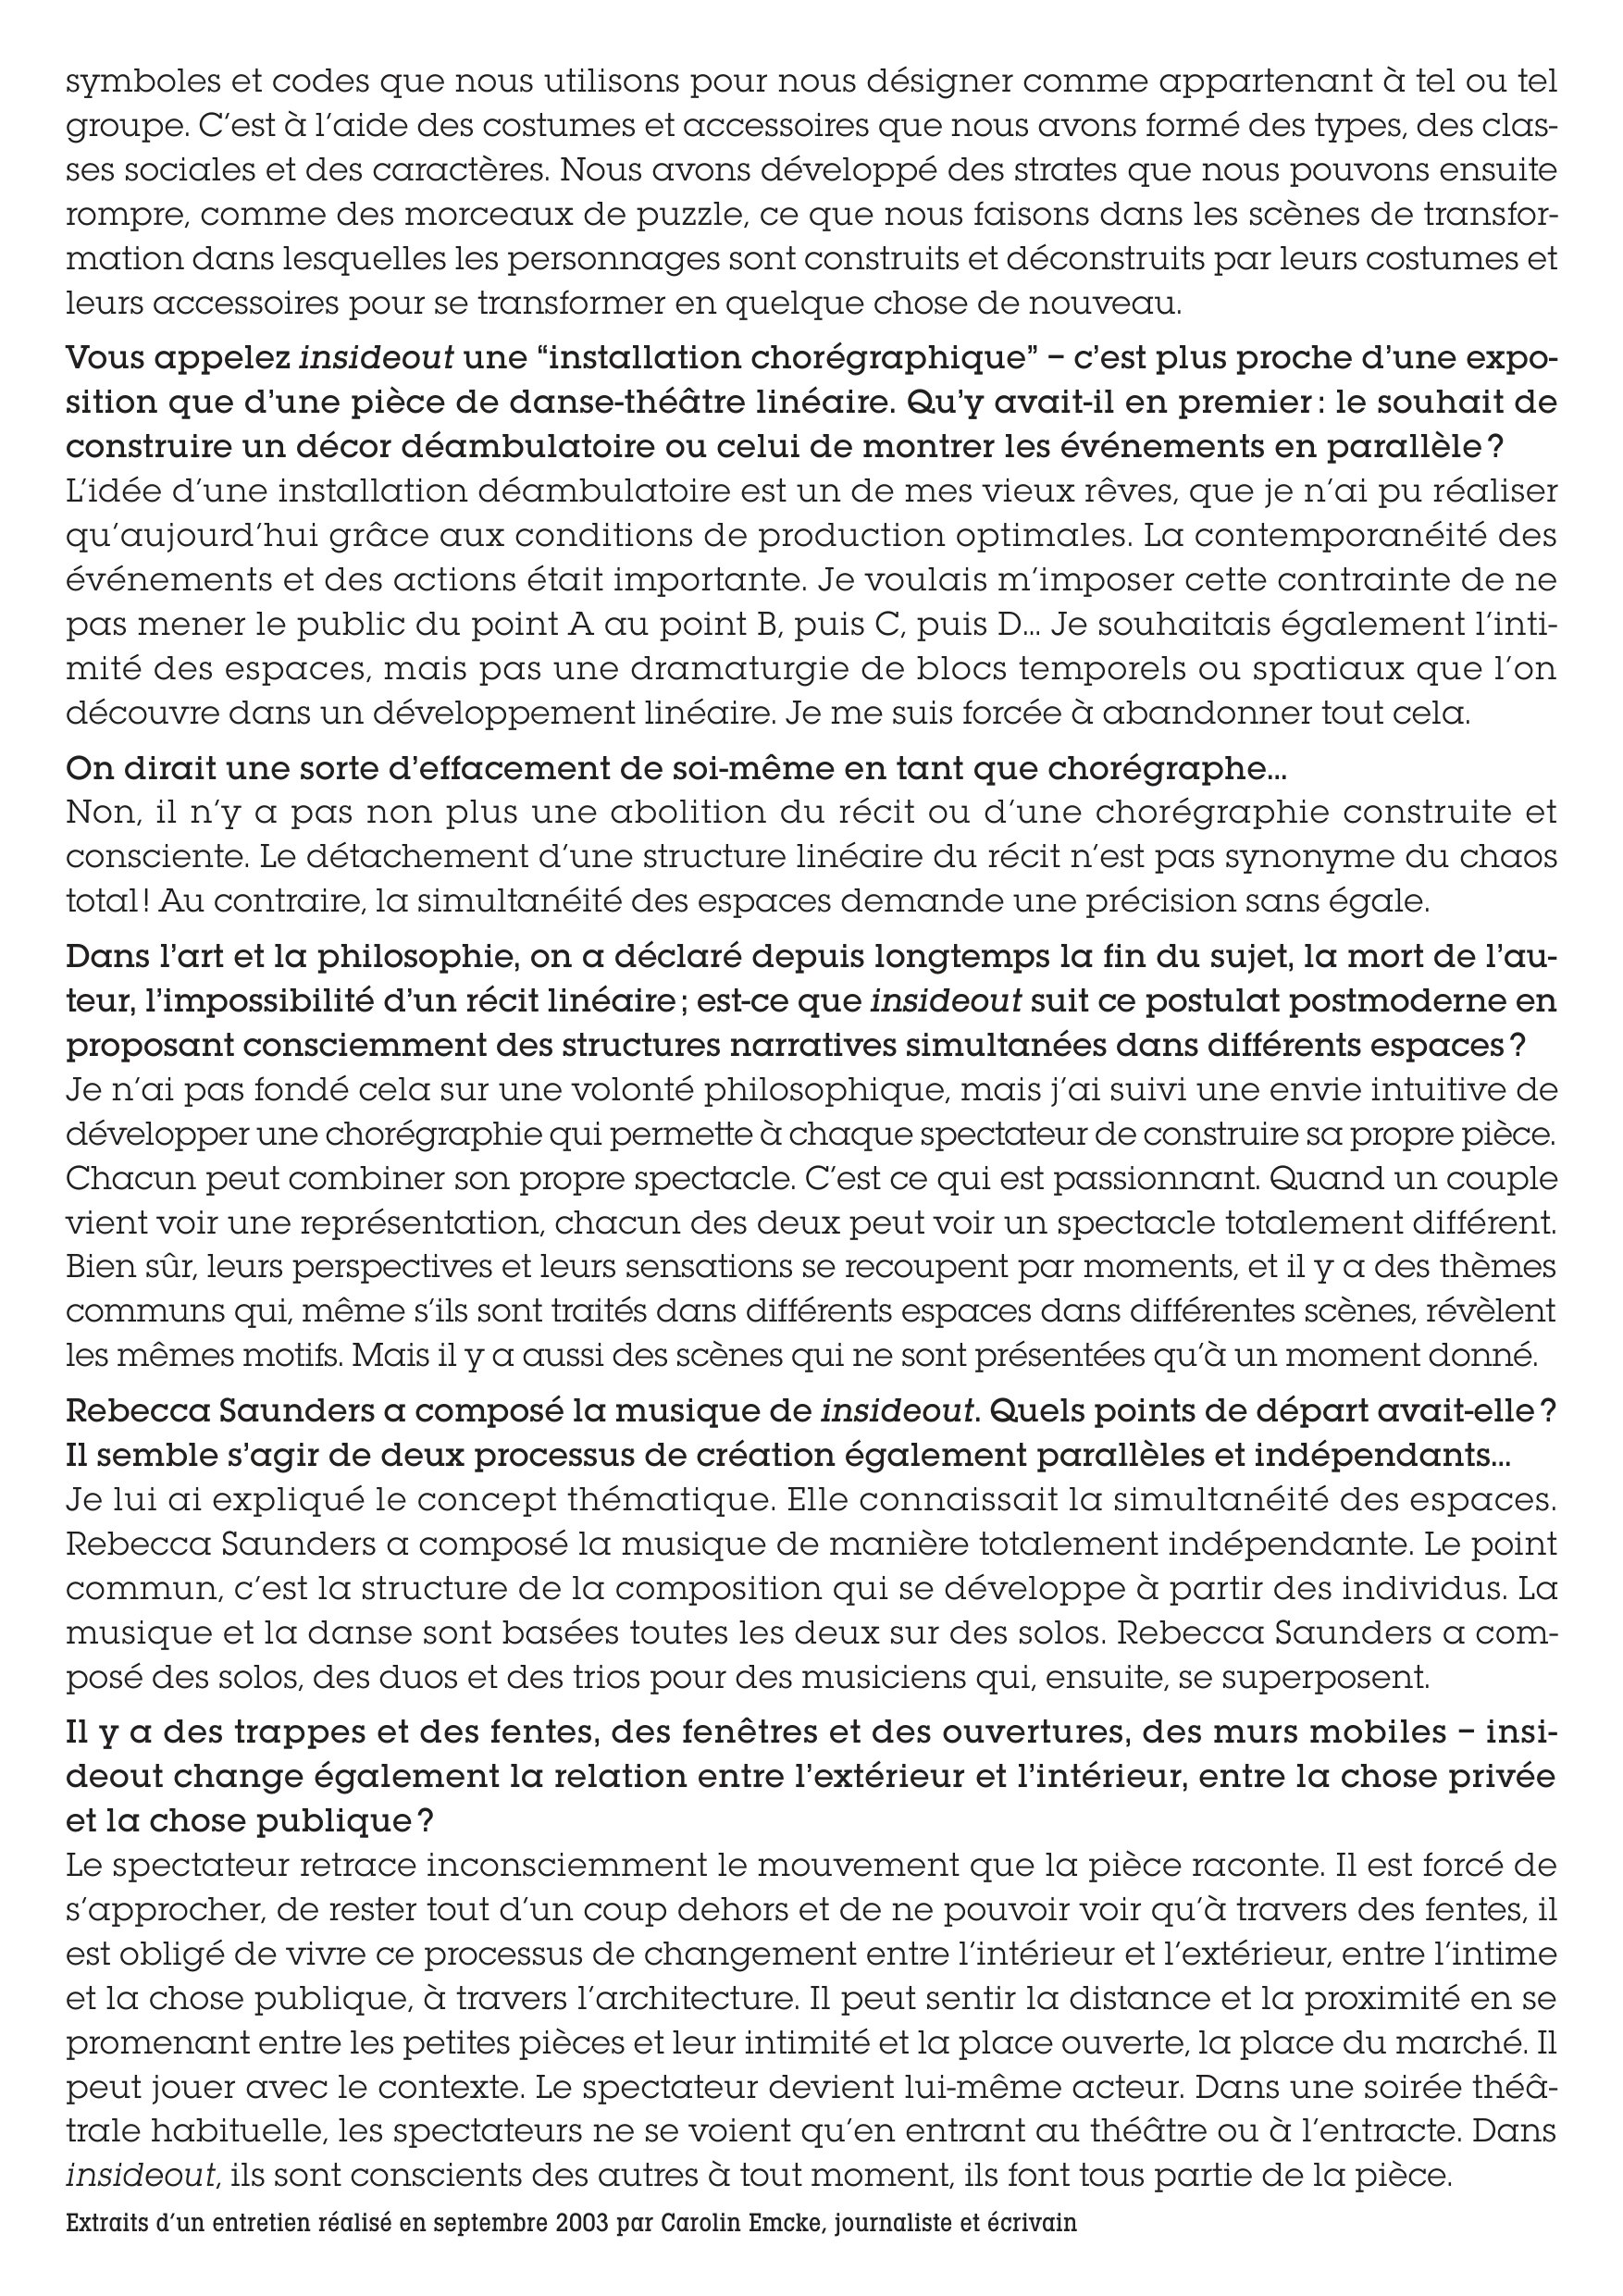 symboles et codes que nous utilisons pour nous désigner comme appartenant à tel ou tel
groupe. C’est à l’aide des costumes et accessoires que nous avons formé des types, des clas-
ses sociales et des caractères. Nous avons développé des strates que nous pouvons ensuite
rompre, comme des morceaux de puzzle, ce que nous faisons dans les scènes de transfor-
mation dans lesquelles les personnages sont construits et déconstruits par leurs costumes et
leurs accessoires pour se transformer en quelque chose de nouveau.
Vous appelez insideout une “installation chorégraphique” – c’est plus proche d’une expo-
sition que d’une pièce de danse-théâtre linéaire. Qu’y avait-il en premier : le souhait de
construire un décor déambulatoire ou celui de montrer les événements en parallèle ?
L’idée d’une installation déambulatoire est un de mes vieux rêves, que je n’ai pu réaliser
qu’aujourd’hui grâce aux conditions de production optimales. La contemporanéité des
événements et des actions était importante. Je voulais m’imposer cette contrainte de ne
pas mener le public du point A au point B, puis C, puis D... Je souhaitais également l’inti-
mité des espaces, mais pas une dramaturgie de blocs temporels ou spatiaux que l’on
découvre dans un développement linéaire. Je me suis forcée à abandonner tout cela.
On dirait une sorte d’effacement de soi-même en tant que chorégraphe...
Non, il n’y a pas non plus une abolition du récit ou d’une chorégraphie construite et
consciente. Le détachement d’une structure linéaire du récit n’est pas synonyme du chaos
total ! Au contraire, la simultanéité des espaces demande une précision sans égale.
Dans l’art et la philosophie, on a déclaré depuis longtemps la fin du sujet, la mort de l’au-
teur, l’impossibilité d’un récit linéaire ; est-ce que insideout suit ce postulat postmoderne en
proposant consciemment des structures narratives simultanées dans différents espaces ?
Je n’ai pas fondé cela sur une volonté philosophique, mais j’ai suivi une envie intuitive de
développer une chorégraphie qui permette à chaque spectateur de construire sa propre pièce.
Chacun peut combiner son propre spectacle. C’est ce qui est passionnant. Quand un couple
vient voir une représentation, chacun des deux peut voir un spectacle totalement différent.
Bien sûr, leurs perspectives et leurs sensations se recoupent par moments, et il y a des thèmes
communs qui, même s’ils sont traités dans différents espaces dans différentes scènes, révèlent
les mêmes motifs. Mais il y a aussi des scènes qui ne sont présentées qu’à un moment donné.
Rebecca Saunders a composé la musique de insideout. Quels points de départ avait-elle ?
Il semble s’agir de deux processus de création également parallèles et indépendants...
Je lui ai expliqué le concept thématique. Elle connaissait la simultanéité des espaces.
Rebecca Saunders a composé la musique de manière totalement indépendante. Le point
commun, c’est la structure de la composition qui se développe à partir des individus. La
musique et la danse sont basées toutes les deux sur des solos. Rebecca Saunders a com-
posé des solos, des duos et des trios pour des musiciens qui, ensuite, se superposent.
Il y a des trappes et des fentes, des fenêtres et des ouvertures, des murs mobiles – insi-
deout change également la relation entre l’extérieur et l’intérieur, entre la chose privée
et la chose publique ?
Le spectateur retrace inconsciemment le mouvement que la pièce raconte. Il est forcé de
s’approcher, de rester tout d’un coup dehors et de ne pouvoir voir qu’à travers des fentes, il
est obligé de vivre ce processus de changement entre l’intérieur et l’extérieur, entre l’intime
et la chose publique, à travers l’architecture. Il peut sentir la distance et la proximité en se
promenant entre les petites pièces et leur intimité et la place ouverte, la place du marché. Il
peut jouer avec le contexte. Le spectateur devient lui-même acteur. Dans une soirée théâ-
trale habituelle, les spectateurs ne se voient qu’en entrant au théâtre ou à l’entracte. Dans
insideout, ils sont conscients des autres à tout moment, ils font tous partie de la pièce.
Extraits d’un entretien réalisé en septembre 2003 par Carolin Emcke, journaliste et écrivain